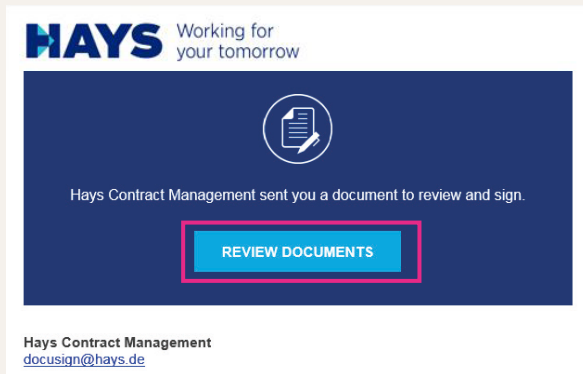 HAYS
Working for
your tomorrow
Hays Contract Management sent you a document to review and sign.
REVIEW DOCUMENTS
Hays Contract Management
docusign@hays.de